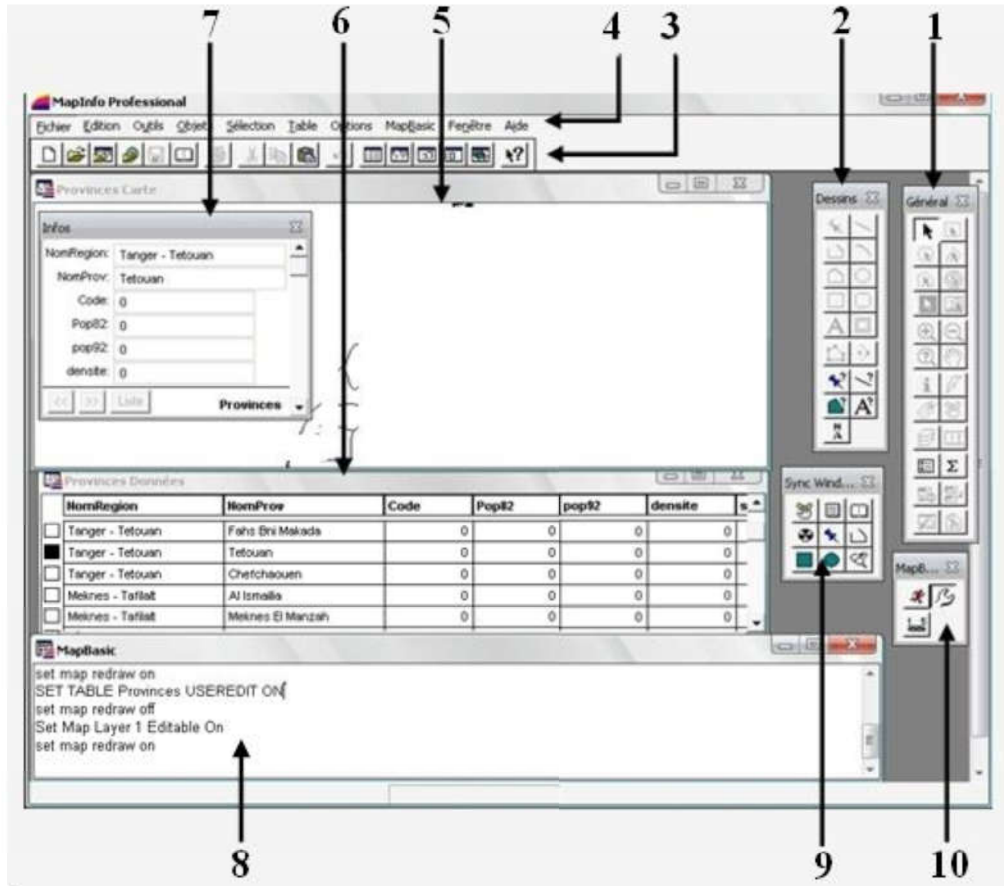 7 6 5 4 3 2 1
MapInfo Professional
Fichier Edition Outils Objets Sélection Table Options MapBasic Fenêtre Aide
Provinces Carte
Dessins
Général
Infos
NomRegion: Tanger - Tetouan
NomProv: Tetouan
Code: 0
Pop82: 0
pop92: 0
densite: 0
<< >> Liste Provinces
Provinces Données
NomRegion NomProv Code Pop82 pop92 densite s
Tanger - Tetouan Fahs Bni Makada 0 0 0 0
Tanger - Tetouan Tetouan 0 0 0 0
Tanger - Tetouan Chefchaouen 0 0 0 0
Meknes - Tafilalt Al Ismailia 0 0 0 0
Meknes - Tafilalt Meknes El Manzah 0 0 0 0
Sync Wind...
MapB...
MapBasic
set map redraw on
SET TABLE Provinces USEREDIT ON
set map redraw off
Set Map Layer 1 Editable On
set map redraw on
8 9 10